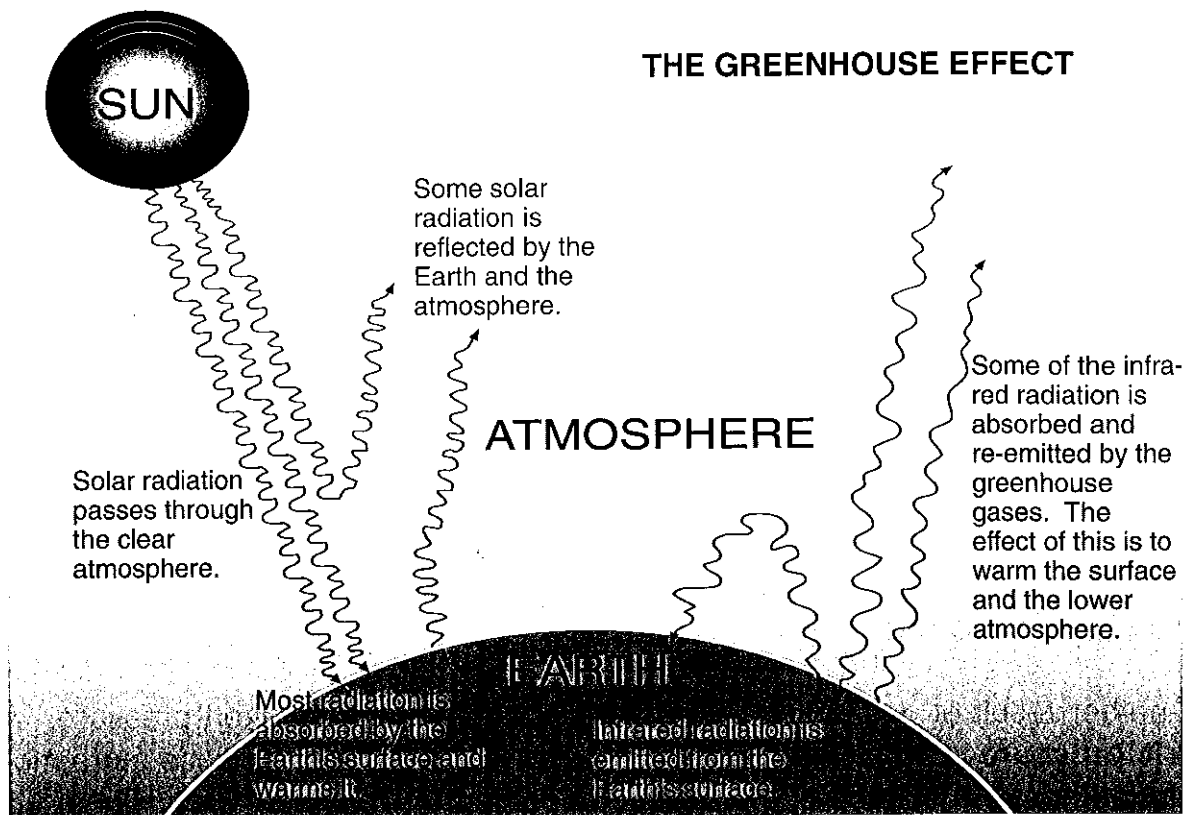 THE GREENHOUSE EFFECT
SUN
Some solar
radiation is
reflected by the
Earth and the
atmosphere.
ATMOSPHERE
Solar radiation
passes through
the clear
atmosphere.
Some of the infra-
red radiation is
absorbed and
re-emitted by the
greenhouse
gases. The
effect of this is to
warm the surface
and the lower
atmosphere.
EARTH
Most radiation is
absorbed by the
Earth's surface and
warms it.
Infrared radiation is
emitted from the
Earth's surface.